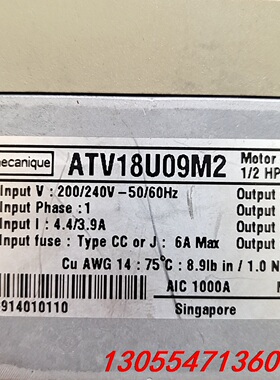 ecanique
ATV18U09M2
Motor
1/2 HP
Input V : 200/240V -50/60Hz
Output
Input Phase : 1
Output
Input I : 4.4/3.9A
Output
Input fuse : Type CC or J : 6A Max
Output
Cu AWG 14 : 75°C : 8.9lb in / 1.0 N
914010110
AIC 1000A
Singapore
13055471360